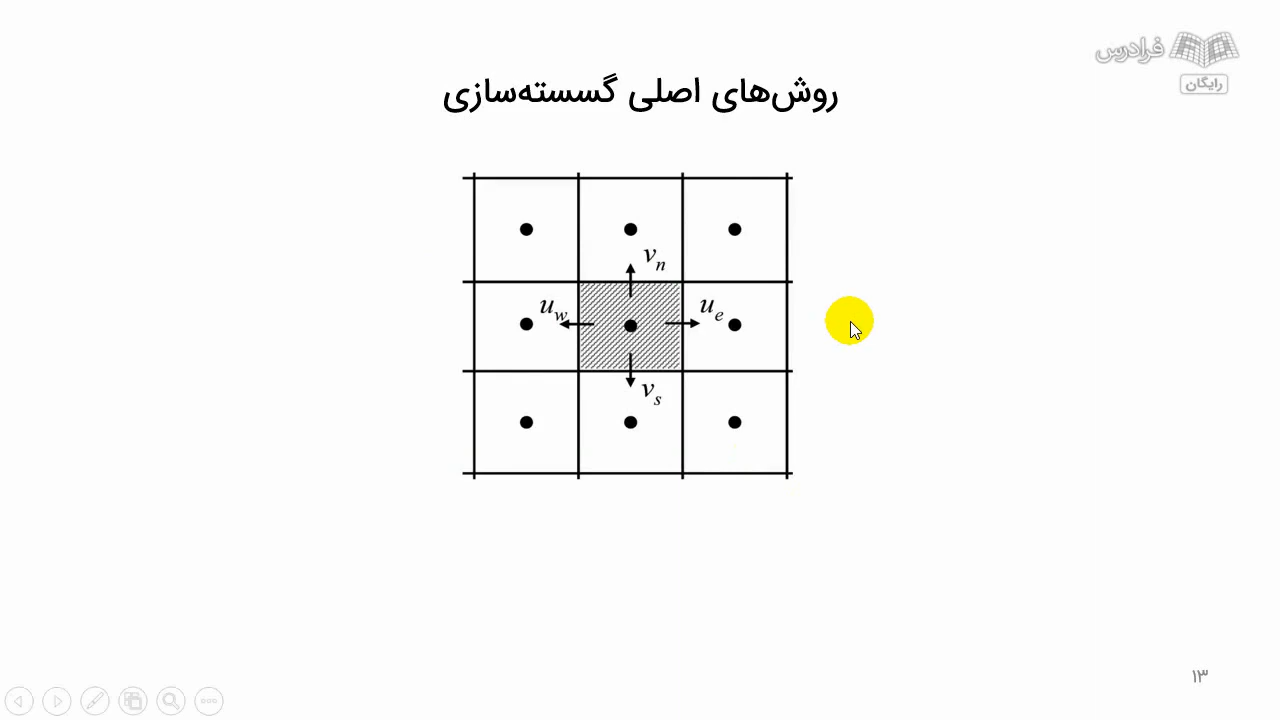 فرادرس
رایگان
روش‌های اصلی گسسته‌سازی
v_n
u_w
u_e
v_s
۱۳